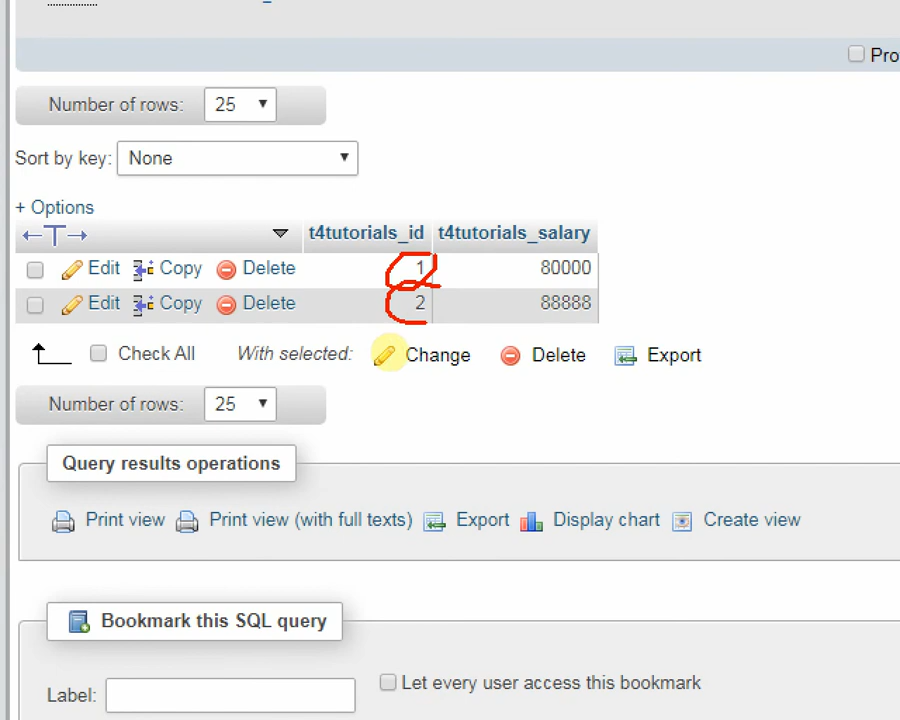 Pro
Number of rows: 25
Sort by key: None
+ Options
t4tutorials_id t4tutorials_salary
Edit Copy Delete 1 80000
Edit Copy Delete 2 88888
Check All With selected: Change Delete Export
Number of rows: 25
Query results operations
Print view Print view (with full texts) Export Display chart Create view
Bookmark this SQL query
Label: Let every user access this bookmark